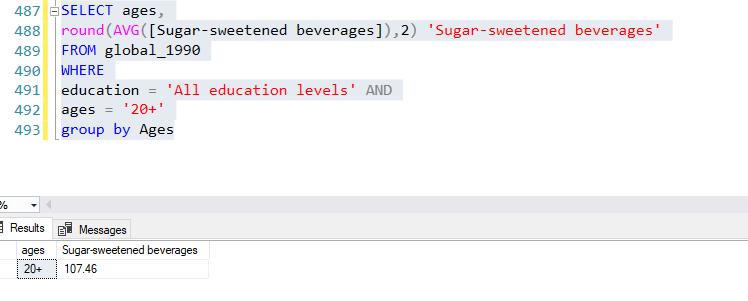 487 SELECT ages,
488 round(AVG([Sugar-sweetened beverages]),2) 'Sugar-sweetened beverages'
489 FROM global_1990
490 WHERE
491 education = 'All education levels' AND
492 ages = '20+'
493 group by Ages
%
Results Messages
ages Sugar-sweetened beverages
20+ 107.46